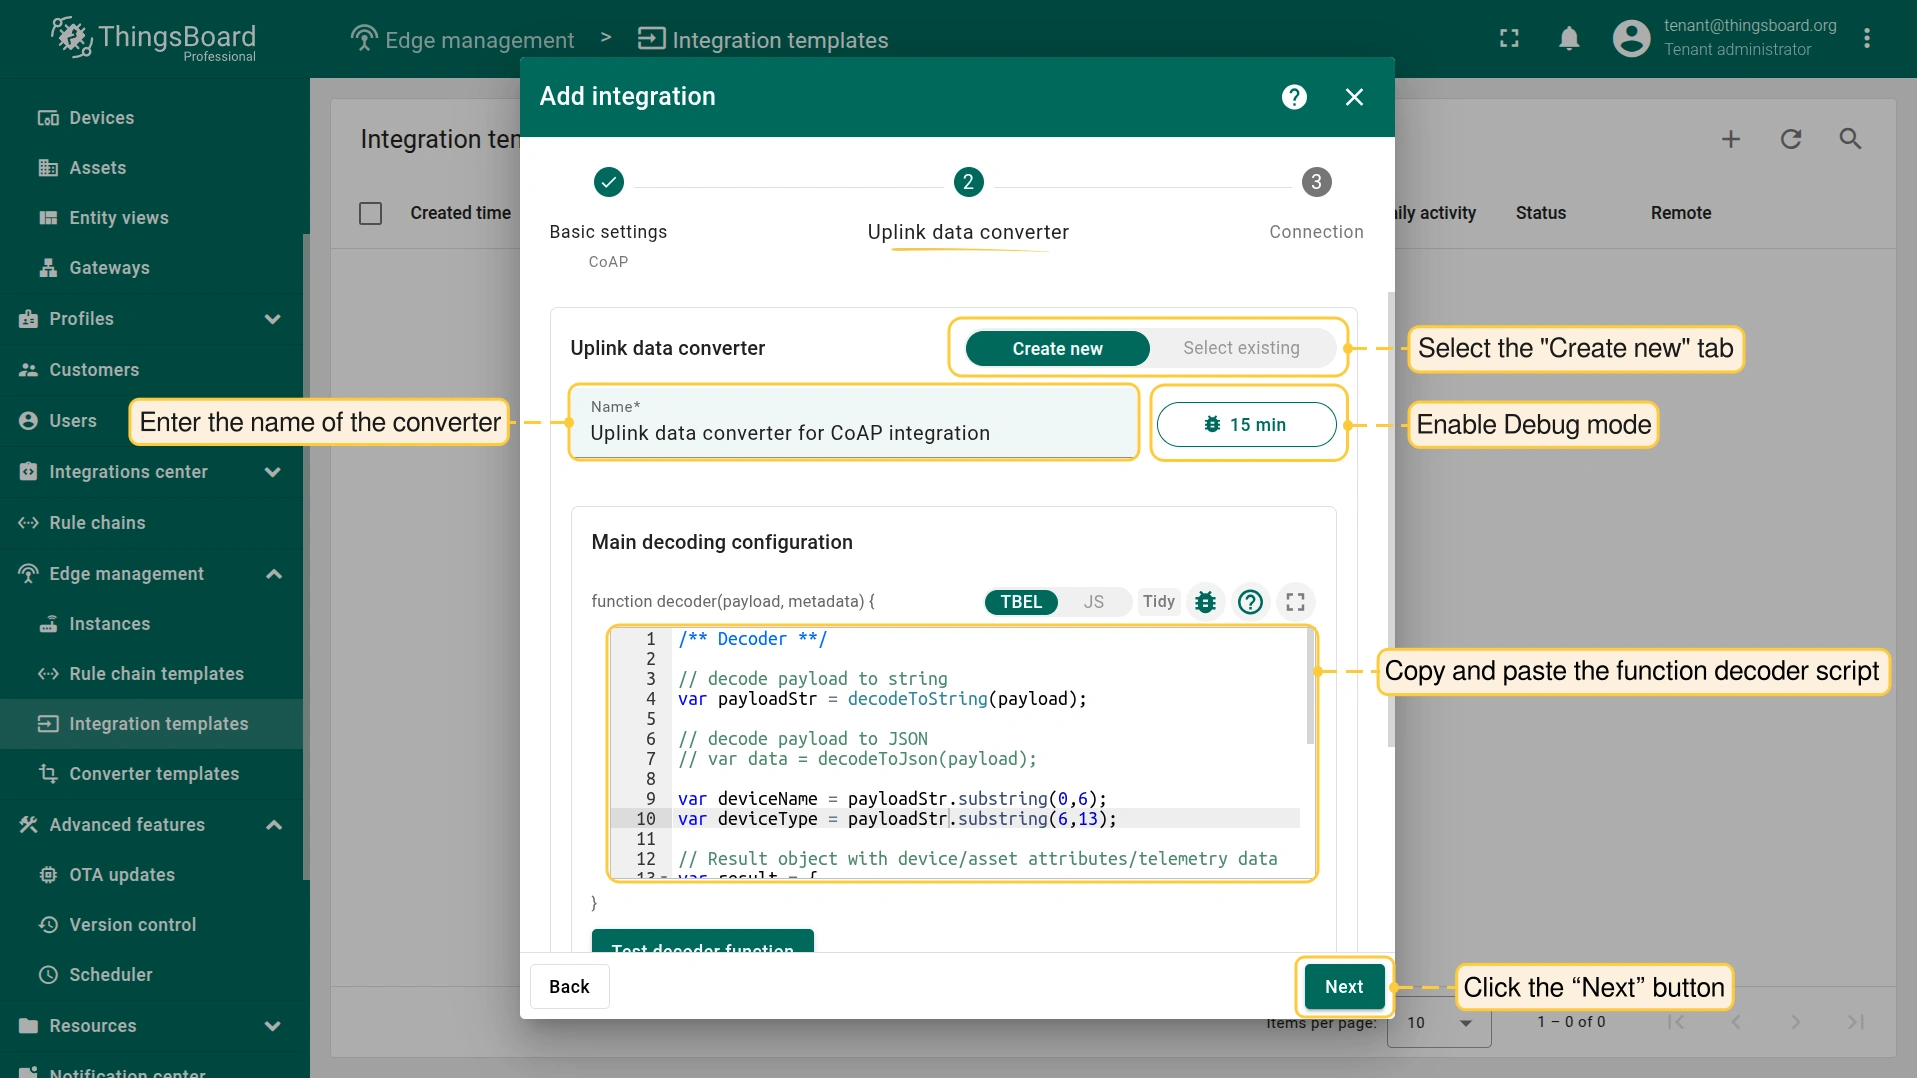 ThingsBoard
Professional
Edge management > Integration templates
tenant@thingsboard.org
Tenant administrator
Devices
Assets
Entity views
Gateways
Profiles
Customers
Users
Integrations center
Rule chains
Edge management
Instances
Rule chain templates
Integration templates
Converter templates
Advanced features
OTA updates
Version control
Scheduler
Resources
Notification center
Integration tem
Created time
ily activity
Status
Remote
Add integration
2
3
Basic settings
CoAP
Uplink data converter
Connection
Uplink data converter
Create new
Select existing
Select the "Create new" tab
Enter the name of the converter
Name*
Uplink data converter for CoAP integration
15 min
Enable Debug mode
Main decoding configuration
function decoder(payload, metadata) {
TBEL
JS
Tidy
1 /** Decoder **/
2
3 // decode payload to string
4 var payloadStr = decodeToString(payload);
5
6 // decode payload to JSON
7 // var data = decodeToJson(payload);
8
9 var deviceName = payloadStr.substring(0,6);
10 var deviceType = payloadStr.substring(6,13);
11
12 // Result object with device/asset attributes/telemetry data
13 var result = {
}
Copy and paste the function decoder script
Test decoder function
Back
Next
Click the “Next” button
Items per page:
10
1 – 0 of 0